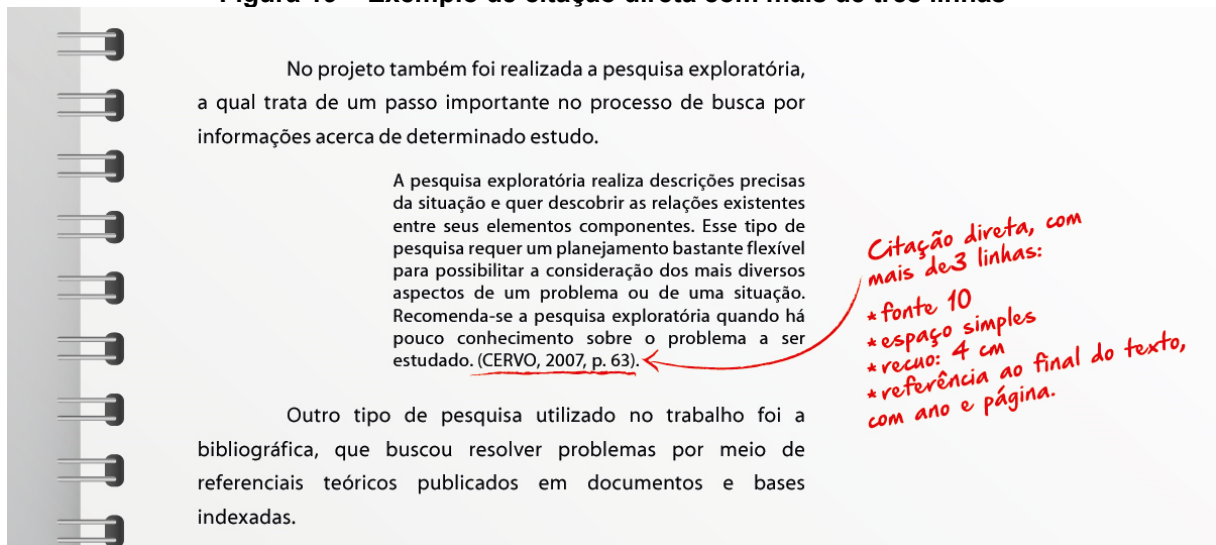 Figura 10 – Exemplo de citação direta com mais de três linhas
No projeto também foi realizada a pesquisa exploratória,
a qual trata de um passo importante no processo de busca por
informações acerca de determinado estudo.
A pesquisa exploratória realiza descrições precisas
da situação e quer descobrir as relações existentes
entre seus elementos componentes. Esse tipo de
pesquisa requer um planejamento bastante flexível
para possibilitar a consideração dos mais diversos
aspectos de um problema ou de uma situação.
Recomenda-se a pesquisa exploratória quando há
pouco conhecimento sobre o problema a ser
estudado. (CERVO, 2007, p. 63).
Citação direta, com
mais de 3 linhas:
* fonte 10
* espaço simples
* recuo: 4 cm
* referência ao final do texto,
com ano e página.
Outro tipo de pesquisa utilizado no trabalho foi a
bibliográfica, que buscou resolver problemas por meio de
referenciais teóricos publicados em documentos e bases
indexadas.